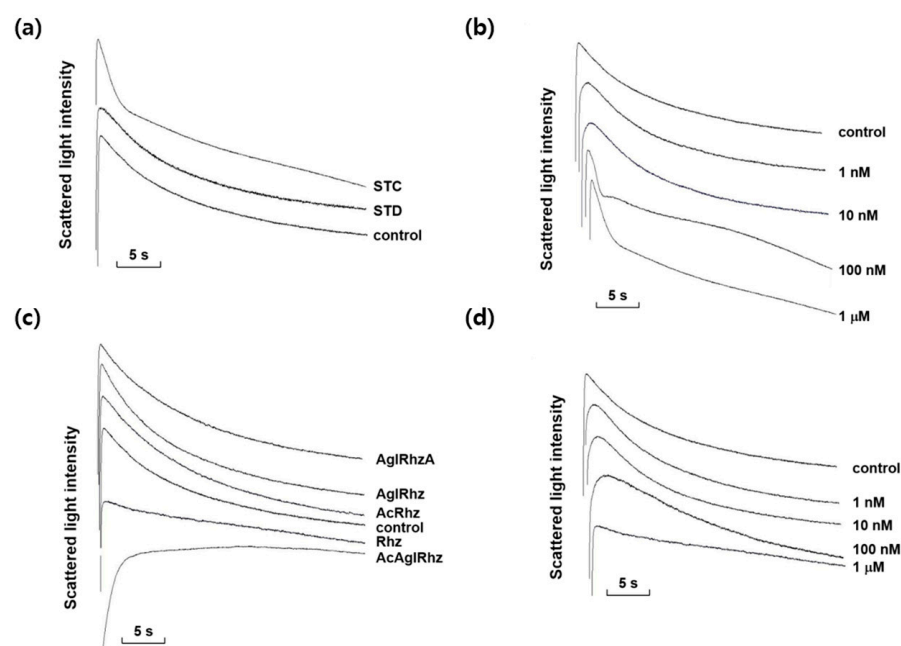 (a)
Scattered light intensity
STC
STD
control
5 s
(b)
Scattered light intensity
control
1 nM
10 nM
100 nM
1 μM
5 s
(c)
Scattered light intensity
AglRhzA
AglRhz
AcRhz
control
Rhz
AcAglRhz
5 s
(d)
Scattered light intensity
control
1 nM
10 nM
100 nM
1 μM
5 s